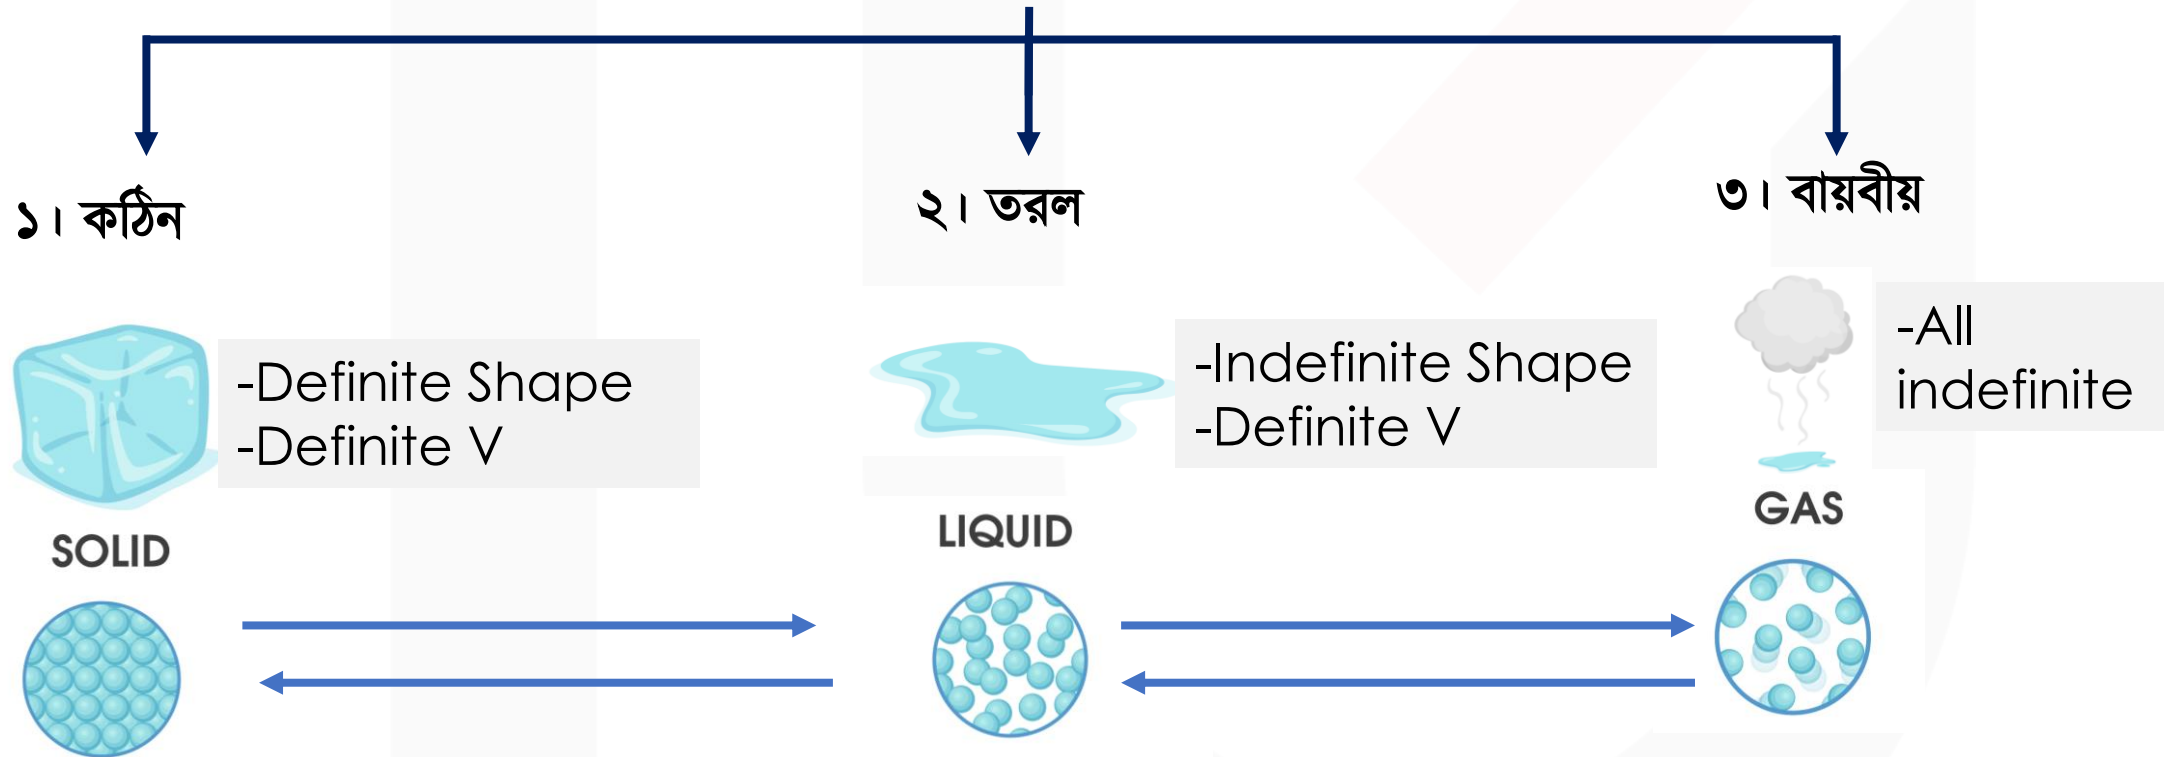 ১। কঠিন
২। তরল
৩। বায়বীয়
-Definite Shape
-Definite V
-Indefinite Shape
-Definite V
-All
indefinite
SOLID
LIQUID
GAS